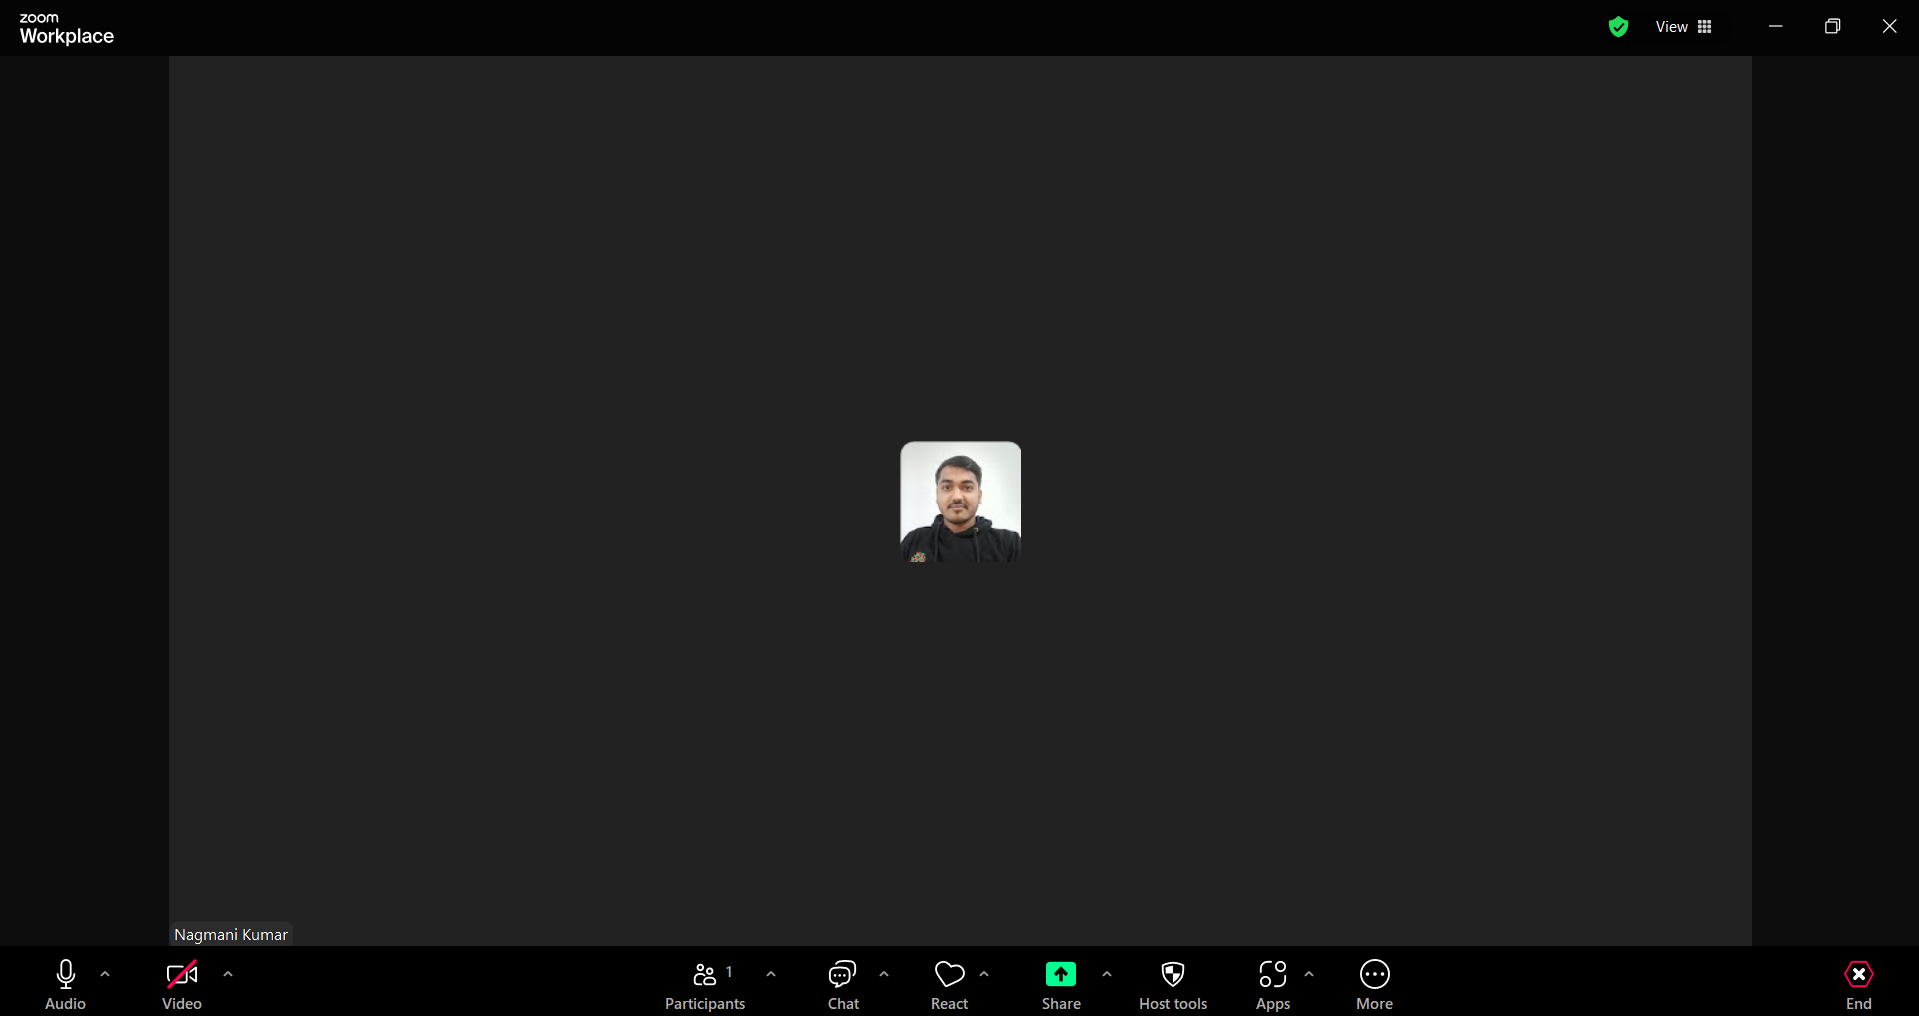 zoom
Workplace
View
Nagmani Kumar
Audio
Video
1
Participants
Chat
React
Share
Host tools
Apps
More
End